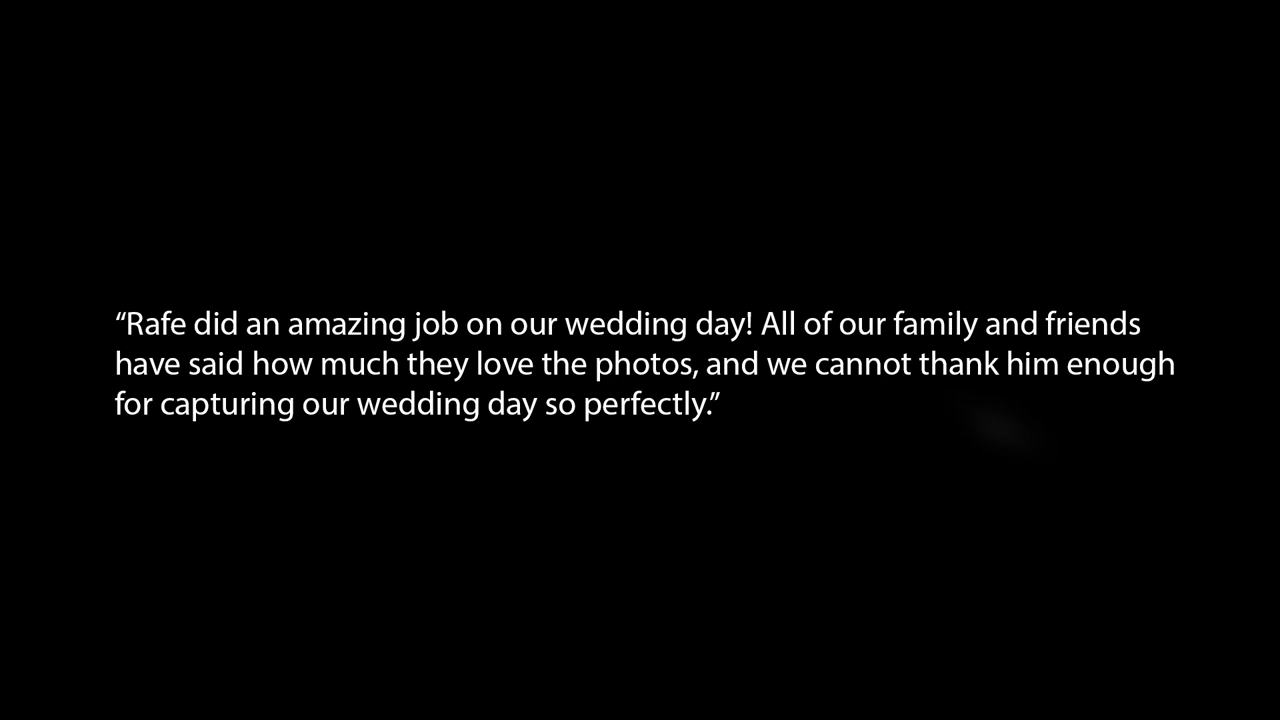 “Rafe did an amazing job on our wedding day! All of our family and friends
have said how much they love the photos, and we cannot thank him enough
for capturing our wedding day so perfectly.”